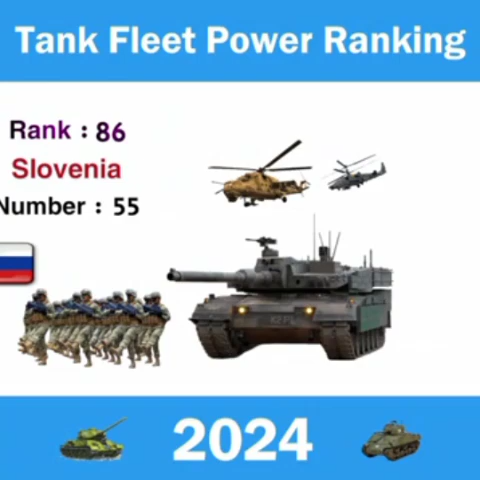 Tank Fleet Power Ranking
Rank : 86
Slovenia
Number : 55
2024